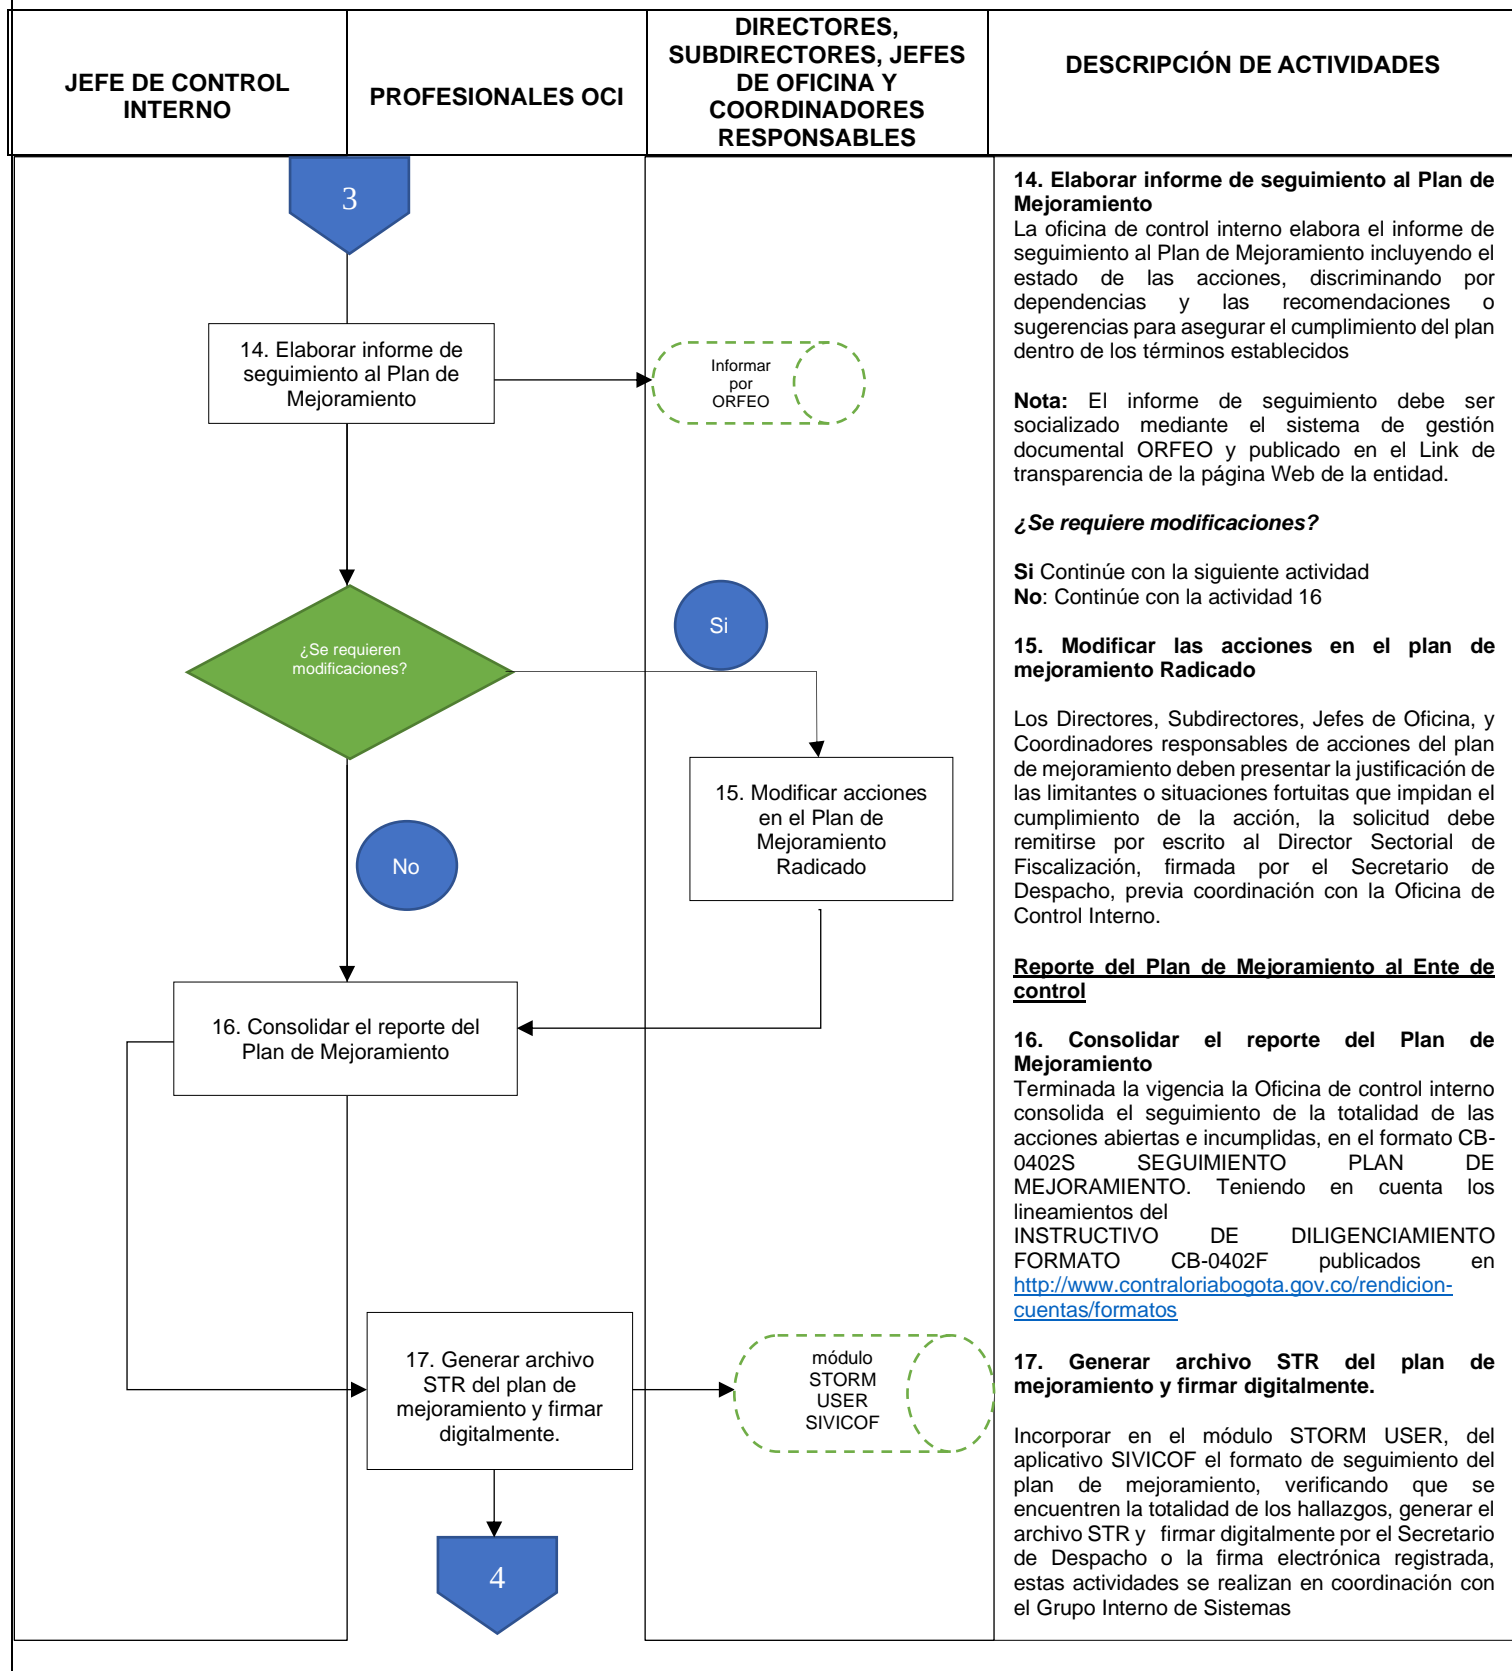 JEFE DE CONTROL
INTERNO
PROFESIONALES OCI
DIRECTORES,
SUBDIRECTORES, JEFES
DE OFICINA Y
COORDINADORES
RESPONSABLES
DESCRIPCIÓN DE ACTIVIDADES
3
14. Elaborar informe de
seguimiento al Plan de
Mejoramiento
Informar
por
ORFEO
¿Se requieren
modificaciones?
Si
15. Modificar acciones
en el Plan de
Mejoramiento
Radicado
No
16. Consolidar el reporte del
Plan de Mejoramiento
17. Generar archivo
STR del plan de
mejoramiento y firmar
digitalmente.
módulo
STORM
USER
SIVICOF
4
14. Elaborar informe de seguimiento al Plan de
Mejoramiento
La oficina de control interno elabora el informe de
seguimiento al Plan de Mejoramiento incluyendo el
estado de las acciones, discriminando por
dependencias y las recomendaciones o
sugerencias para asegurar el cumplimiento del plan
dentro de los términos establecidos
Nota: El informe de seguimiento debe ser
socializado mediante el sistema de gestión
documental ORFEO y publicado en el Link de
transparencia de la página Web de la entidad.
¿Se requiere modificaciones?
Si Continúe con la siguiente actividad
No: Continúe con la actividad 16
15. Modificar las acciones en el plan de
mejoramiento Radicado
Los Directores, Subdirectores, Jefes de Oficina, y
Coordinadores responsables de acciones del plan
de mejoramiento deben presentar la justificación de
las limitantes o situaciones fortuitas que impidan el
cumplimiento de la acción, la solicitud debe
remitirse por escrito al Director Sectorial de
Fiscalización, firmada por el Secretario de
Despacho, previa coordinación con la Oficina de
Control Interno.
Reporte del Plan de Mejoramiento al Ente de
control
16. Consolidar el reporte del Plan de
Mejoramiento
Terminada la vigencia la Oficina de control interno
consolida el seguimiento de la totalidad de las
acciones abiertas e incumplidas, en el formato CB-
0402S SEGUIMIENTO PLAN DE
MEJORAMIENTO. Teniendo en cuenta los
lineamientos del
INSTRUCTIVO DE DILIGENCIAMIENTO
FORMATO CB-0402F publicados en
http://www.contraloriabogota.gov.co/rendicion-
cuentas/formatos
17. Generar archivo STR del plan de
mejoramiento y firmar digitalmente.
Incorporar en el módulo STORM USER, del
aplicativo SIVICOF el formato de seguimiento del
plan de mejoramiento, verificando que se
encuentren la totalidad de los hallazgos, generar el
archivo STR y firmar digitalmente por el Secretario
de Despacho o la firma electrónica registrada,
estas actividades se realizan en coordinación con
el Grupo Interno de Sistemas